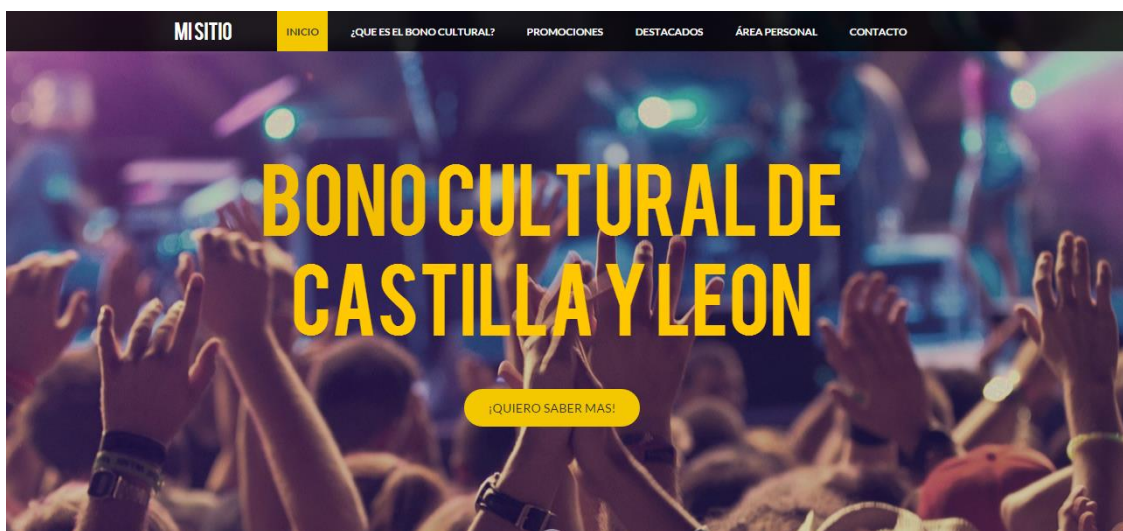 MI SITIO
INICIO
¿QUE ES EL BONO CULTURAL?
PROMOCIONES
DESTACADOS
ÁREA PERSONAL
CONTACTO
BONO CULTURAL DE
CASTILLA Y LEON
¡QUIERO SABER MAS!